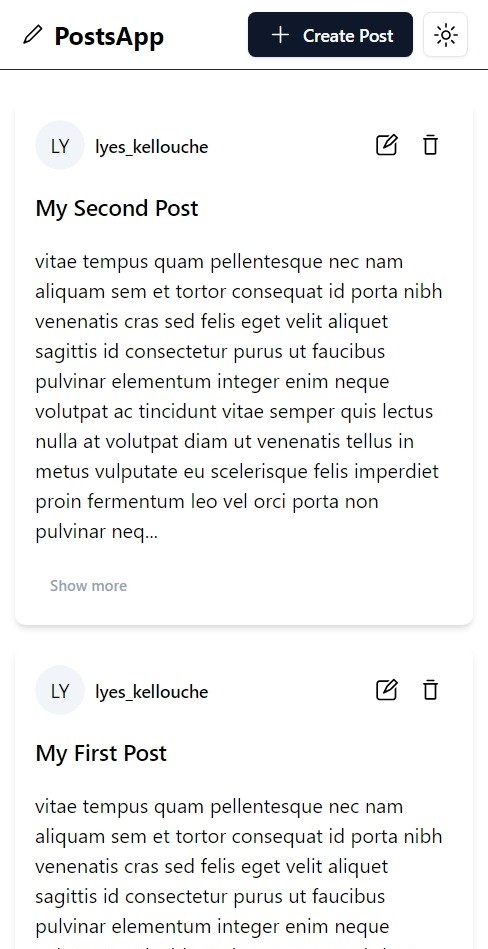 PostsApp
Create Post
LY lyes_kellouche
My Second Post
vitae tempus quam pellentesque nec nam
aliquam sem et tortor consequat id porta nibh
venenatis cras sed felis eget velit aliquet
sagittis id consectetur purus ut faucibus
pulvinar elementum integer enim neque
volutpat ac tincidunt vitae semper quis lectus
nulla at volutpat diam ut venenatis tellus in
metus vulputate eu scelerisque felis imperdiet
proin fermentum leo vel orci porta non
pulvinar neq...
Show more
LY lyes_kellouche
My First Post
vitae tempus quam pellentesque nec nam
aliquam sem et tortor consequat id porta nibh
venenatis cras sed felis eget velit aliquet
sagittis id consectetur purus ut faucibus
pulvinar elementum integer enim neque